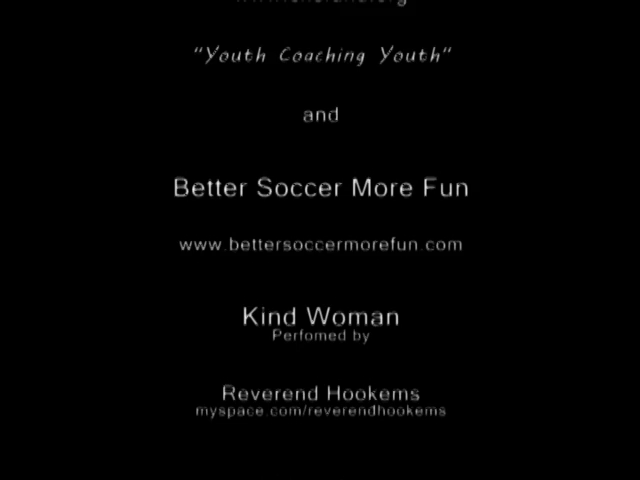 "Youth Coaching Youth"
and
Better Soccer More Fun
www.bettersoccermorefun.com
Kind Woman
Perfomed by
Reverend Hookems
myspace.com/reverendhookems